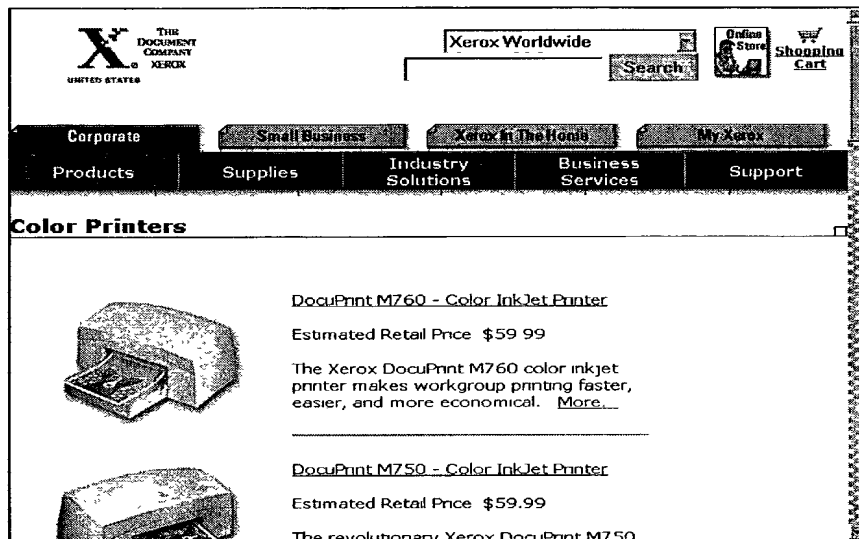 THE
DOCUMENT
COMPANY
XEROX
UNITED STATES
Xerox Worldwide
Search
Online
Store
Shopping
Cart
Corporate
Small Business
Xerox In The Home
My Xerox
Products
Supplies
Industry
Solutions
Business
Services
Support
Color Printers
DocuPrint M760 - Color InkJet Printer
Estimated Retail Price $59 99
The Xerox DocuPrint M760 color inkjet
printer makes workgroup printing faster,
easier, and more economical. More.
DocuPrint M750 - Color InkJet Printer
Estimated Retail Price $59.99
The revolutionary Xerox DocuPrint M750